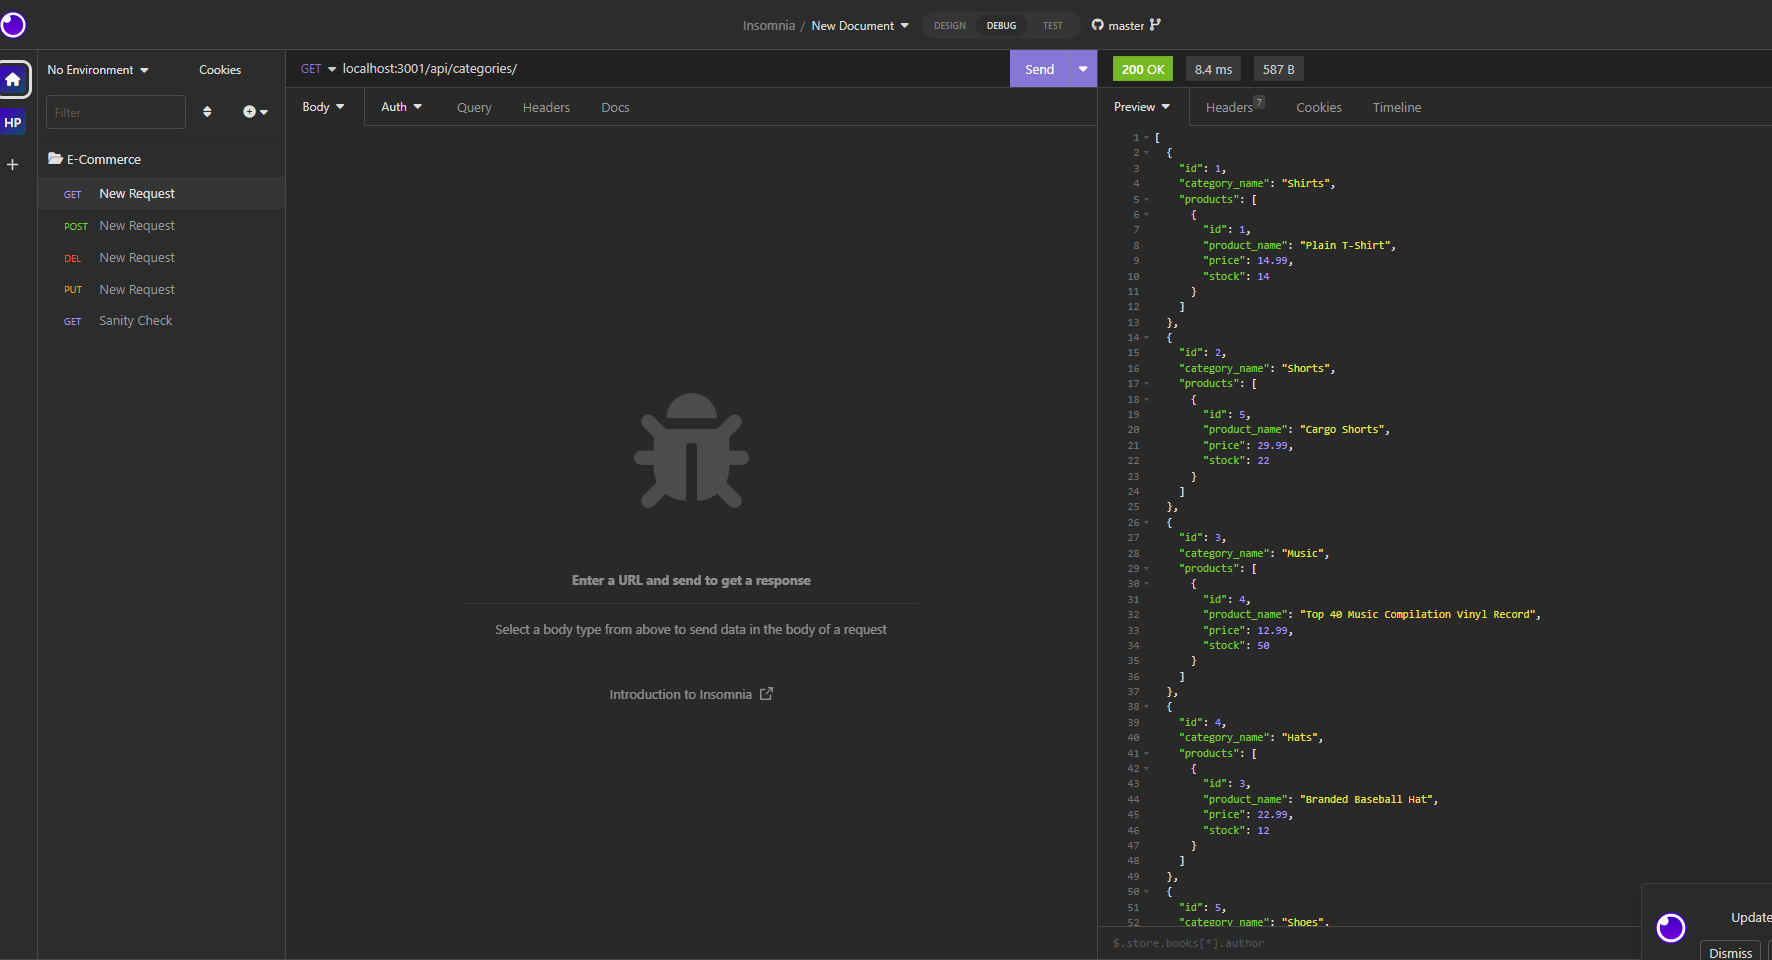 Insomnia / New Document
DESIGN DEBUG TEST
master
HP
No Environment
Cookies
Filter
E-Commerce
GET New Request
POST New Request
DEL New Request
PUT New Request
GET Sanity Check
GET localhost:3001/api/categories/
Send
Body Auth Query Headers Docs
Enter a URL and send to get a response
Select a body type from above to send data in the body of a request
Introduction to Insomnia
200 OK 8.4 ms 587 B
Preview Headers 7 Cookies Timeline
1 [
2 {
3 "id": 1,
4 "category_name": "Shirts",
5 "products": [
6 {
7 "id": 1,
8 "product_name": "Plain T-Shirt",
9 "price": 14.99,
10 "stock": 14
11 }
12 ]
13 },
14 {
15 "id": 2,
16 "category_name": "Shorts",
17 "products": [
18 {
19 "id": 5,
20 "product_name": "Cargo Shorts",
21 "price": 29.99,
22 "stock": 22
23 }
24 ]
25 },
26 {
27 "id": 3,
28 "category_name": "Music",
29 "products": [
30 {
31 "id": 4,
32 "product_name": "Top 40 Music Compilation Vinyl Record",
33 "price": 12.99,
34 "stock": 50
35 }
36 ]
37 },
38 {
39 "id": 4,
40 "category_name": "Hats",
41 "products": [
42 {
43 "id": 3,
44 "product_name": "Branded Baseball Hat",
45 "price": 22.99,
46 "stock": 12
47 }
48 ]
49 },
50 {
51 "id": 5,
52 "category_name": "Shoes",
$.store.books[*].author
Update
Dismiss